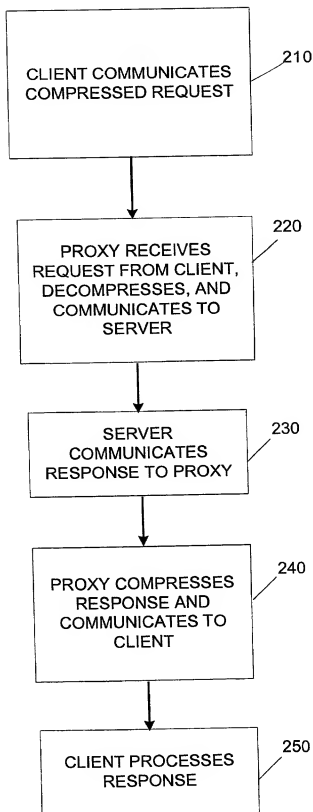 CLIENT COMMUNICATES
COMPRESSED REQUEST
210
PROXY RECEIVES
REQUEST FROM CLIENT,
DECOMPRESSES, AND
COMMUNICATES TO
SERVER
220
SERVER
COMMUNICATES
RESPONSE TO PROXY
230
PROXY COMPRESSES
RESPONSE AND
COMMUNICATES TO
CLIENT
240
CLIENT PROCESSES
RESPONSE
250